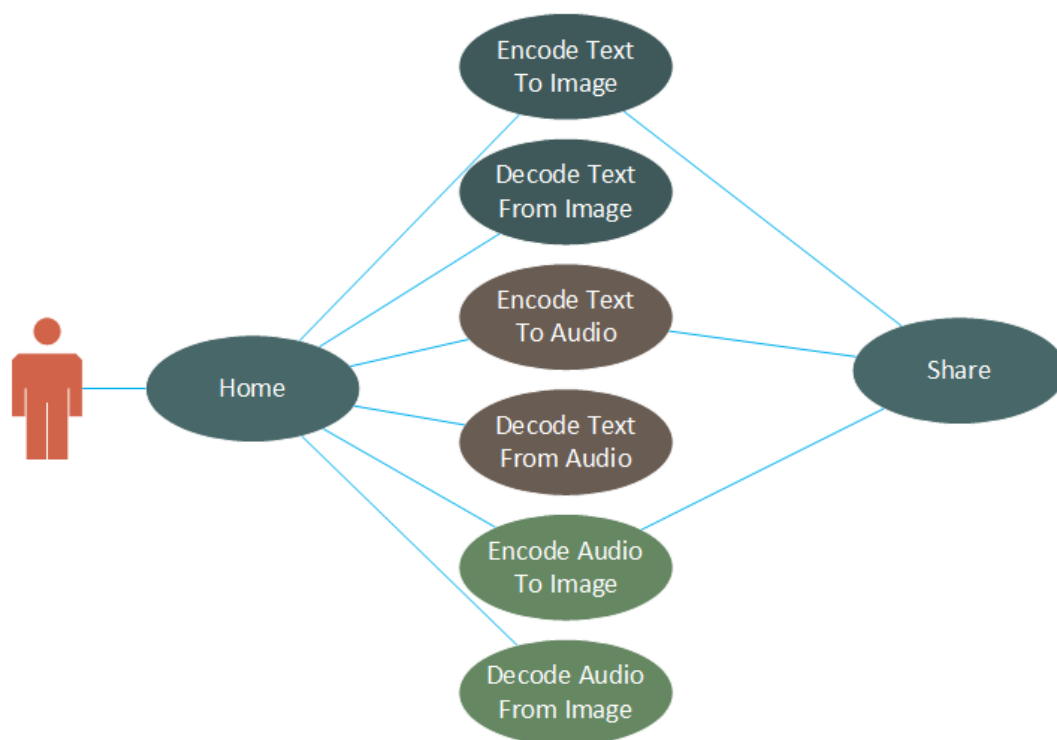 Encode Text
To Image
Decode Text
From Image
Encode Text
To Audio
Home
Share
Decode Text
From Audio
Encode Audio
To Image
Decode Audio
From Image